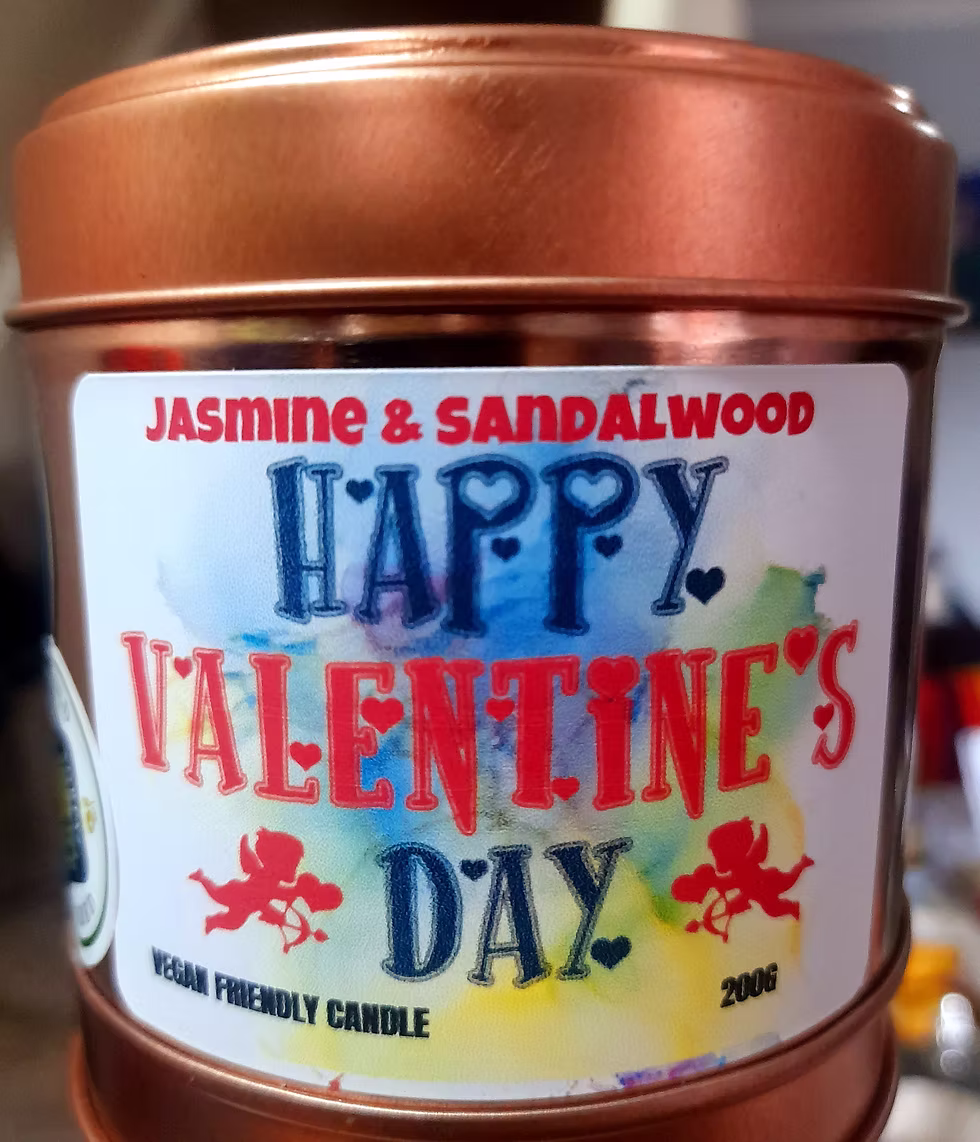 JASMINE & SANDALWOOD
HAPPY
VALENTINE'S
DAY
VEGAN FRIENDLY CANDLE
200G